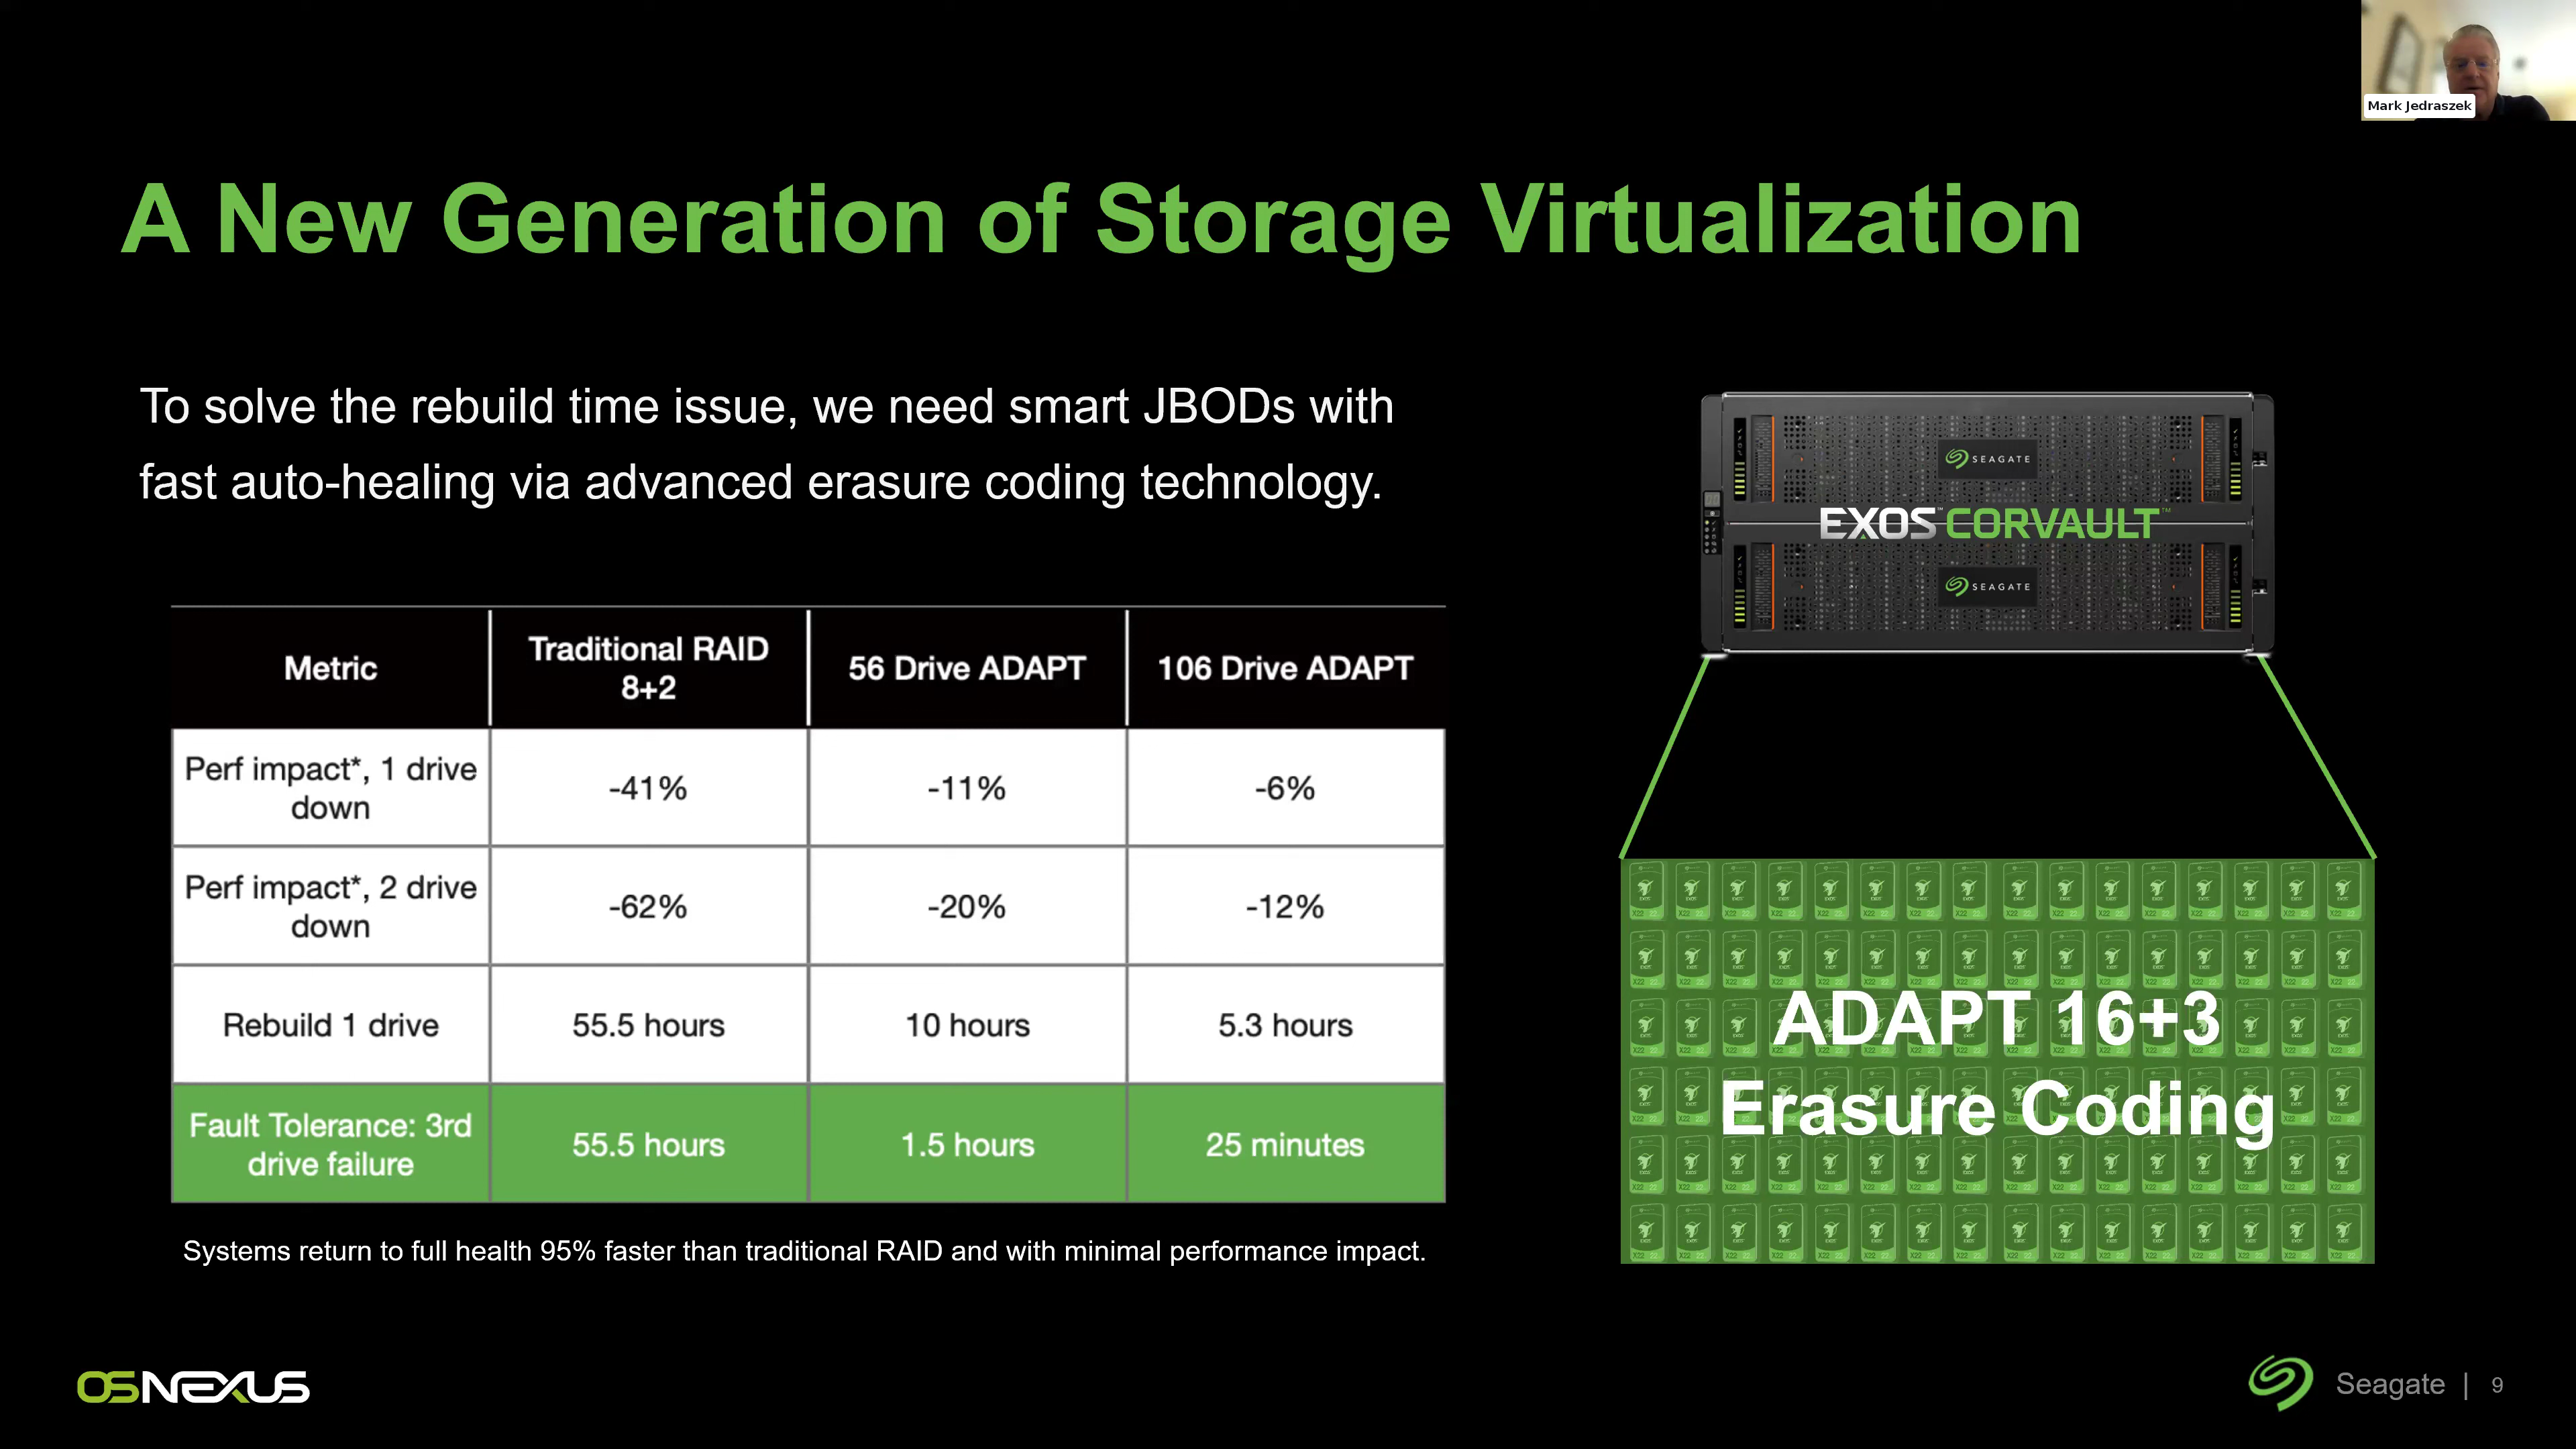 Mark Jedraszek
A New Generation of Storage Virtualization
To solve the rebuild time issue, we need smart JBODs with
fast auto-healing via advanced erasure coding technology.
Metric
Traditional RAID
8+2
56 Drive ADAPT
106 Drive ADAPT
Perf impact*, 1 drive
down
-41%
-11%
-6%
Perf impact*, 2 drive
down
-62%
-20%
-12%
Rebuild 1 drive
55.5 hours
10 hours
5.3 hours
Fault Tolerance: 3rd
drive failure
55.5 hours
1.5 hours
25 minutes
Systems return to full health 95% faster than traditional RAID and with minimal performance impact.
SEAGATE
EXOS™ CORVAULT™
SEAGATE
ADAPT 16+3
Erasure Coding
OSNEXUS
Seagate | 9